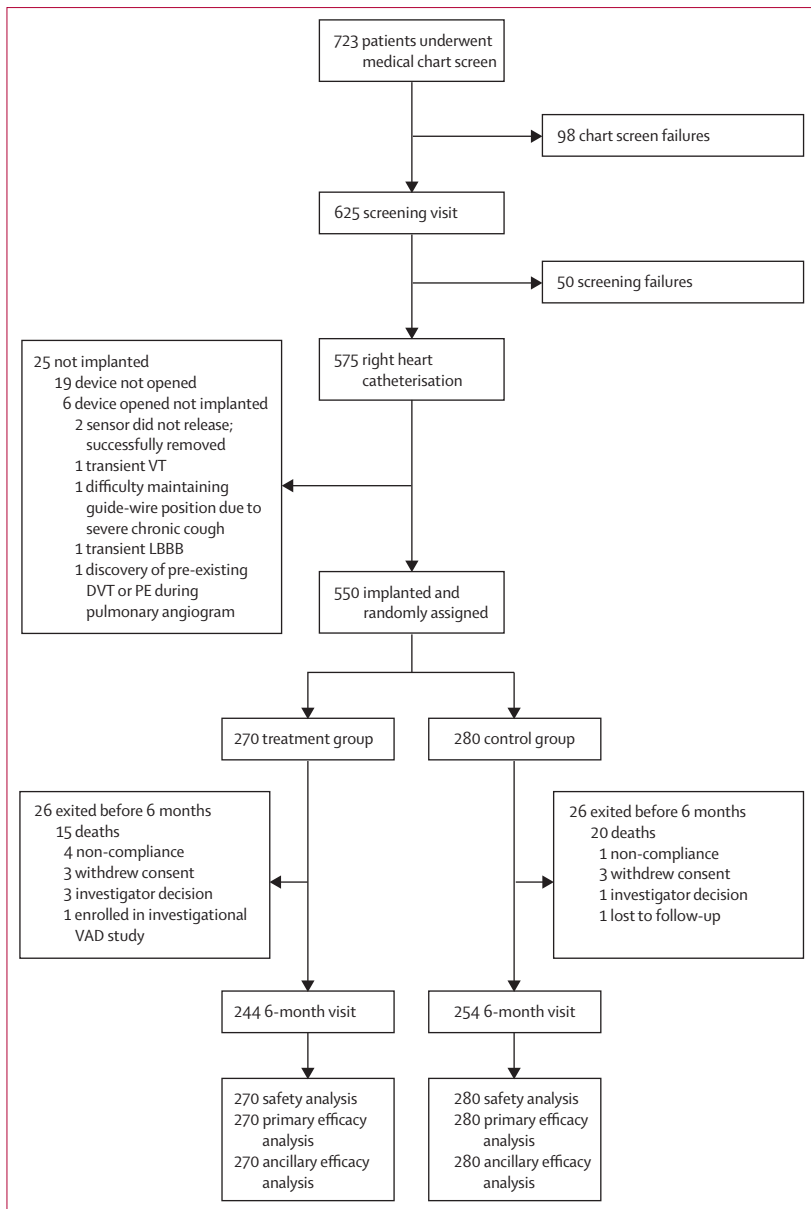 723 patients underwent
medical chart screen
98 chart screen failures
625 screening visit
50 screening failures
575 right heart
catheterisation
25 not implanted
19 device not opened
6 device opened not implanted
2 sensor did not release;
successfully removed
1 transient VT
1 difficulty maintaining
guide-wire position due to
severe chronic cough
1 transient LBBB
1 discovery of pre-existing
DVT or PE during
pulmonary angiogram
550 implanted and
randomly assigned
270 treatment group
280 control group
26 exited before 6 months
15 deaths
4 non-compliance
3 withdrew consent
3 investigator decision
1 enrolled in investigational
VAD study
26 exited before 6 months
20 deaths
1 non-compliance
3 withdrew consent
1 investigator decision
1 lost to follow-up
244 6-month visit
254 6-month visit
270 safety analysis
270 primary efficacy
analysis
270 ancillary efficacy
analysis
280 safety analysis
280 primary efficacy
analysis
280 ancillary efficacy
analysis